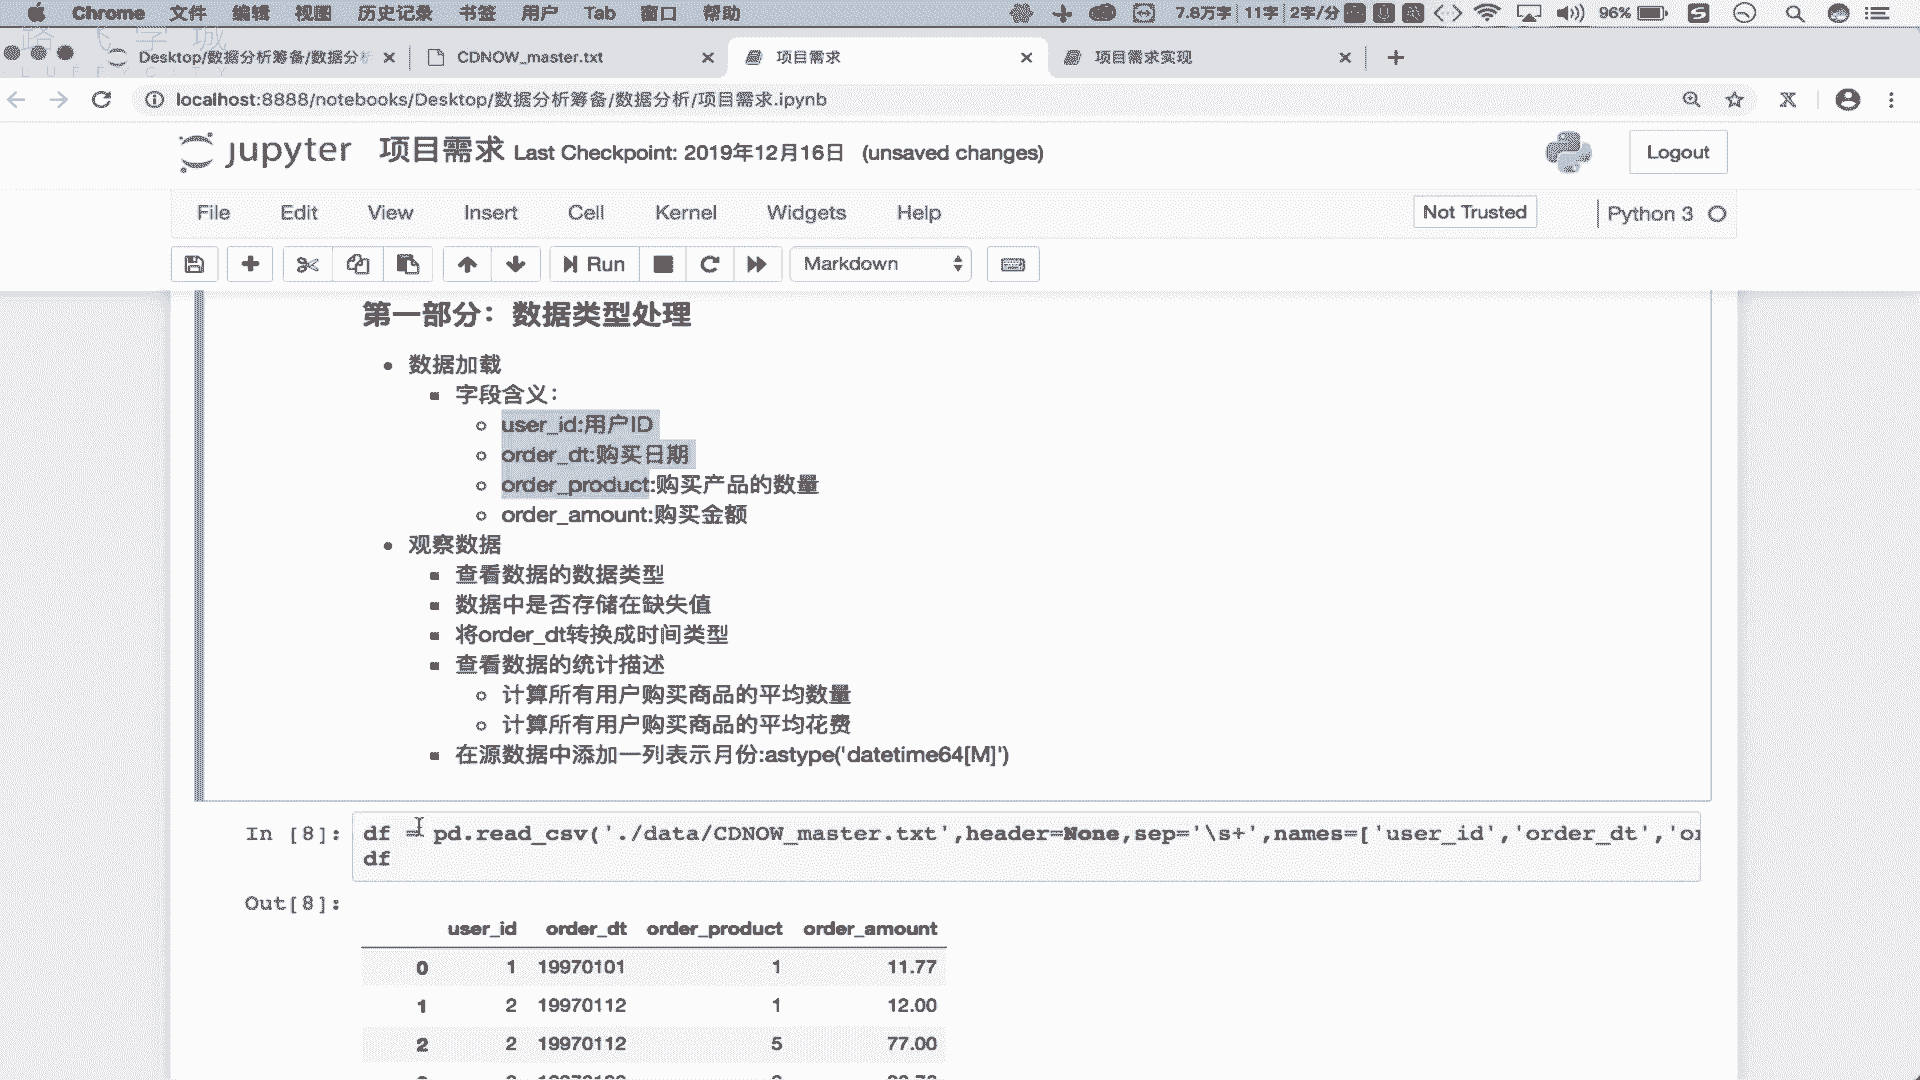 Chrome 文件 编辑 视图 历史记录 书签 用户 Tab 窗口 帮助 7.8万字 11字 2字/分 96%
路飞学城
LUFFYCITY
Desktop/数据分析筹备/数据分析 CDNOW_master.txt 项目需求 项目需求实现
localhost:8888/notebooks/Desktop/数据分析筹备/数据分析/项目需求.ipynb
jupyter 项目需求 Last Checkpoint: 2019年12月16日 (unsaved changes) Logout
File Edit View Insert Cell Kernel Widgets Help Not Trusted Python 3
Run Markdown
第一部分：数据类型处理
数据加载
字段含义：
user_id:用户ID
order_dt:购买日期
order_product:购买产品的数量
order_amount:购买金额
观察数据
查看数据的数据类型
数据中是否存储在缺失值
将order_dt转换成时间类型
查看数据的统计描述
计算所有用户购买商品的平均数量
计算所有用户购买商品的平均花费
在源数据中添加一列表示月份:astype('datetime64[M]')
In [8]: df = pd.read_csv('./data/CDNOW_master.txt',header=None,sep='\s+',names=['user_id','order_dt','or
df
Out[8]:
user_id order_dt order_product order_amount
0 1 19970101 1 11.77
1 2 19970112 1 12.00
2 2 19970112 5 77.00